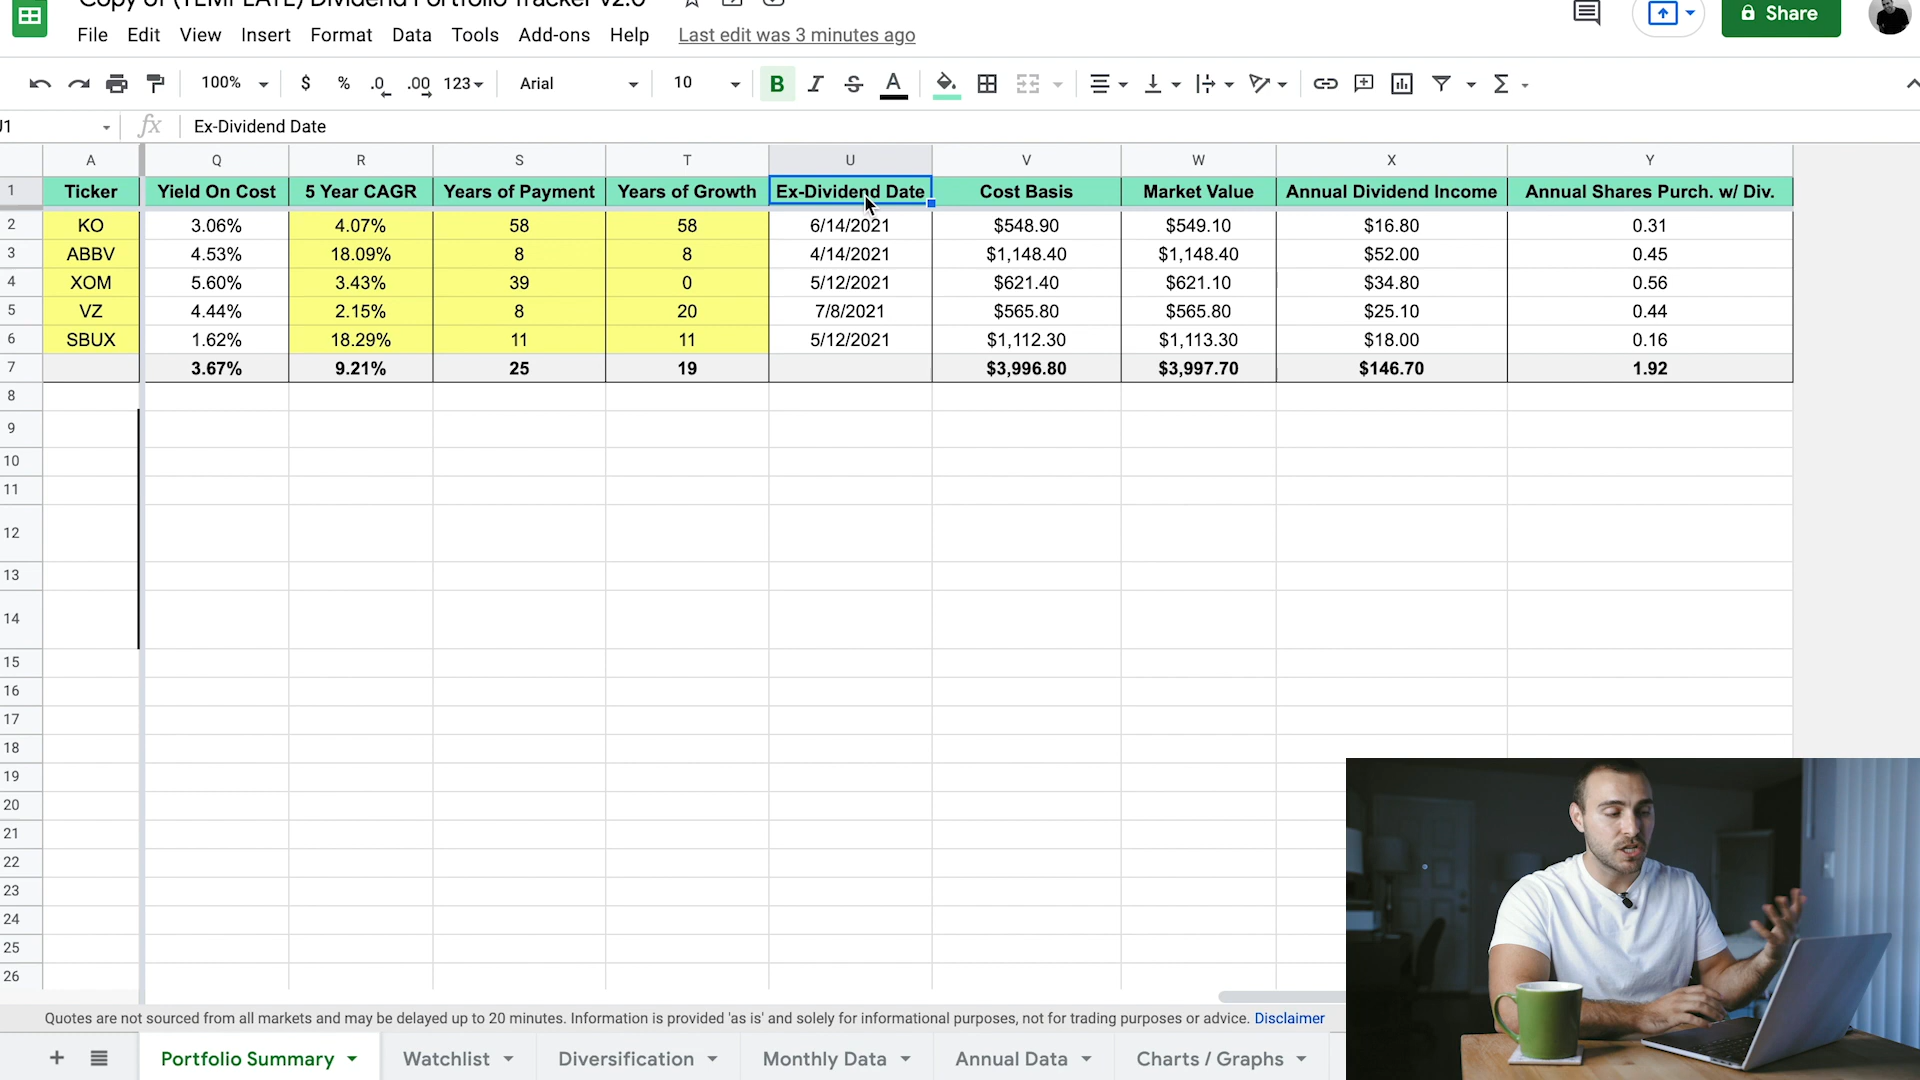 Copy of (TEMPLATE) Dividend Portfolio Tracker v2.0
File Edit View Insert Format Data Tools Add-ons Help Last edit was 3 minutes ago
Share
100% $ % .0 .00 123 Arial 10 B I S A
fx Ex-Dividend Date
A Q R S T U V W X Y
1 Ticker Yield On Cost 5 Year CAGR Years of Payment Years of Growth Ex-Dividend Date Cost Basis Market Value Annual Dividend Income Annual Shares Purch. w/ Div.
2 KO 3.06% 4.07% 58 58 6/14/2021 $548.90 $549.10 $16.80 0.31
3 ABBV 4.53% 18.09% 8 8 4/14/2021 $1,148.40 $1,148.40 $52.00 0.45
4 XOM 5.60% 3.43% 39 0 5/12/2021 $621.40 $621.10 $34.80 0.56
5 VZ 4.44% 2.15% 8 20 7/8/2021 $565.80 $565.80 $25.10 0.44
6 SBUX 1.62% 18.29% 11 11 5/12/2021 $1,112.30 $1,113.30 $18.00 0.16
7 3.67% 9.21% 25 19 $3,996.80 $3,997.70 $146.70 1.92
8
9
10
11
12
13
14
15
16
17
18
19
20
21
22
23
24
25
26
Quotes are not sourced from all markets and may be delayed up to 20 minutes. Information is provided 'as is' and solely for informational purposes, not for trading purposes or advice. Disclaimer
+ Portfolio Summary Watchlist Diversification Monthly Data Annual Data Charts / Graphs